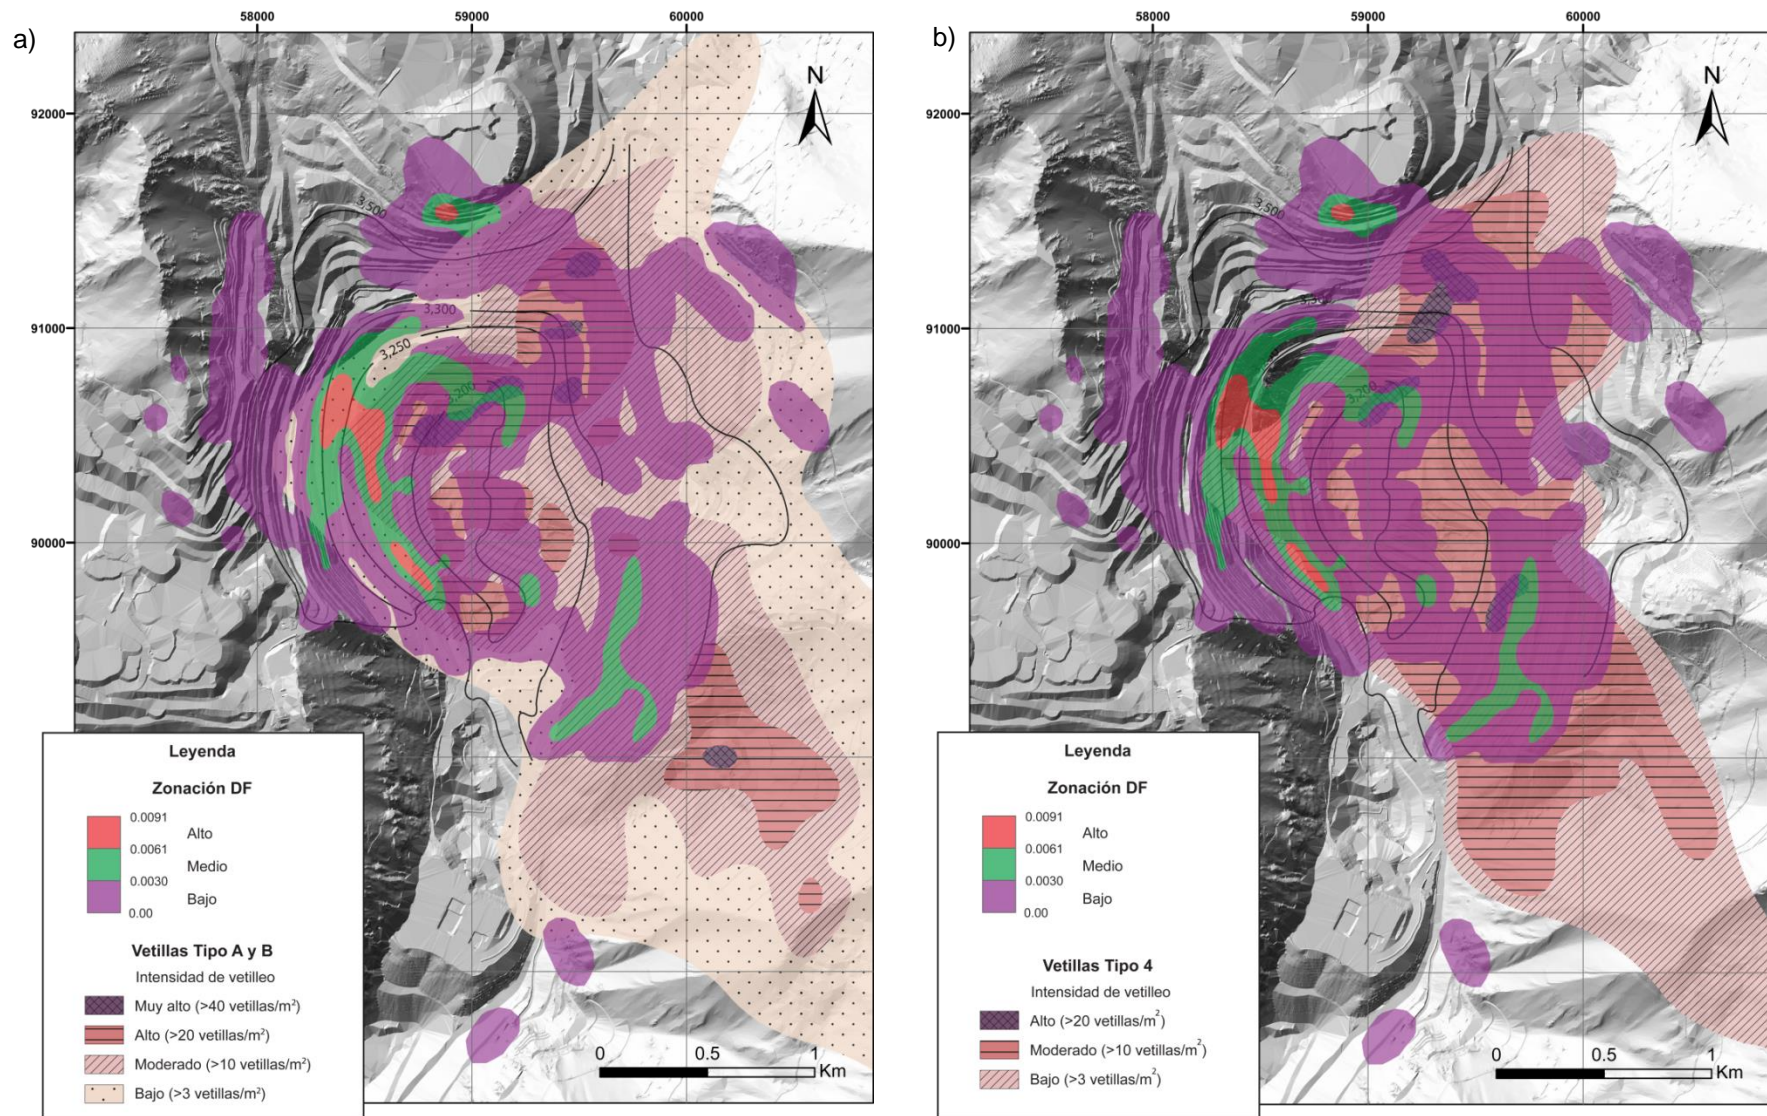 a)
58000
59000
60000
N
92000
91000
90000
3,500
3,300
3,250
3,200
Leyenda
Zonación DF
0.0091
Alto
0.0061
Medio
0.0030
Bajo
0.00
Vetillas Tipo A y B
Intensidad de vetilleo
Muy alto (>40 vetillas/m²)
Alto (>20 vetillas/m²)
Moderado (>10 vetillas/m²)
Bajo (>3 vetillas/m²)
0 0.5 1
Km
b)
58000
59000
60000
N
92000
91000
90000
3,500
3,200
Leyenda
Zonación DF
0.0091
Alto
0.0061
Medio
0.0030
Bajo
0.00
Vetillas Tipo 4
Intensidad de vetilleo
Alto (>20 vetillas/m²)
Moderado (>10 vetillas/m²)
Bajo (>3 vetillas/m²)
0 0.5 1
Km